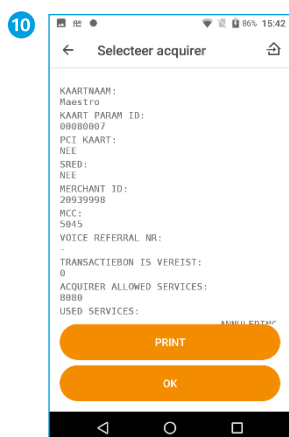 10
86% 15:42
Selecteer acquirer
KAARTNAAM:
Maestro
KAART PARAM ID:
00080007
PCI KAART:
NEE
SRED:
NEE
MERCHANT ID:
20939998
MCC:
5045
VOICE REFERRAL NR:
-
TRANSACTIEBON IS VEREIST:
0
ACQUIRER ALLOWED SERVICES:
8080
USED SERVICES:
ANNULERING
PRINT
OK